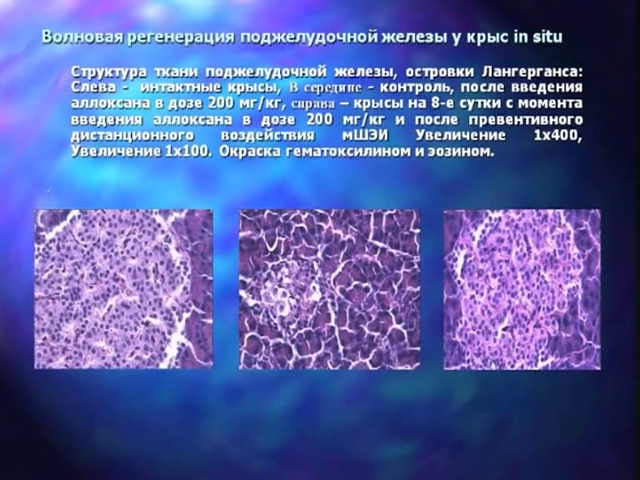 Волновая регенерация поджелудочной железы у крыс in situ
Структура ткани поджелудочной железы, островки Лангерганса:
Слева - интактные крысы, В середине - контроль, после введения
аллоксана в дозе 200 мг/кг, справа – крысы на 8-е сутки с момента
введения аллоксана в дозе 200 мг/кг и после превентивного
дистанционного воздействия мШЭИ Увеличение 1х400,
Увеличение 1х100. Окраска гематоксилином и эозином.